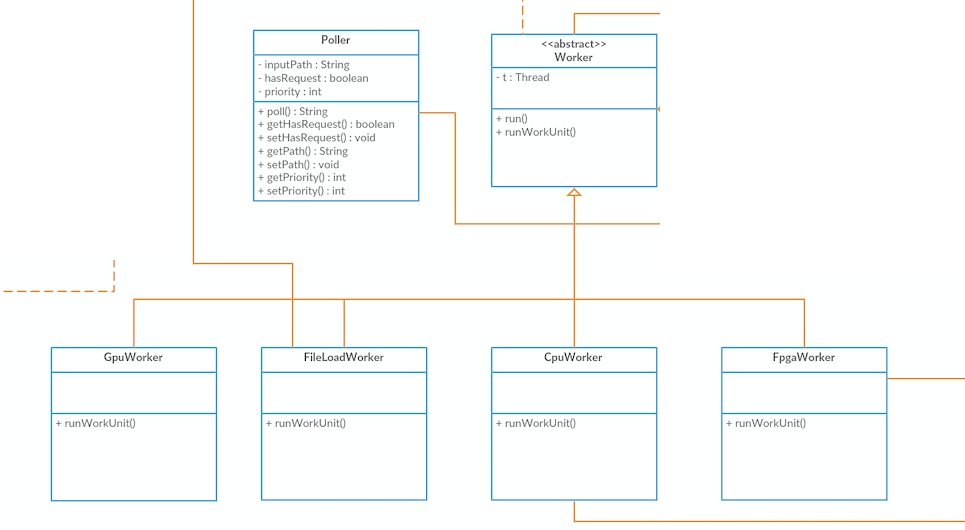 Poller
- inputPath : String
- hasRequest : boolean
- priority : int
+ poll() : String
+ getHasRequest() : boolean
+ setHasRequest() : void
+ getPath() : String
+ setPath() : void
+ getPriority() : int
+ setPriority() : int
<<abstract>>
Worker
- t : Thread
+ run()
+ runWorkUnit()
GpuWorker
+ runWorkUnit()
FileLoadWorker
+ runWorkUnit()
CpuWorker
+ runWorkUnit()
FpgaWorker
+ runWorkUnit()